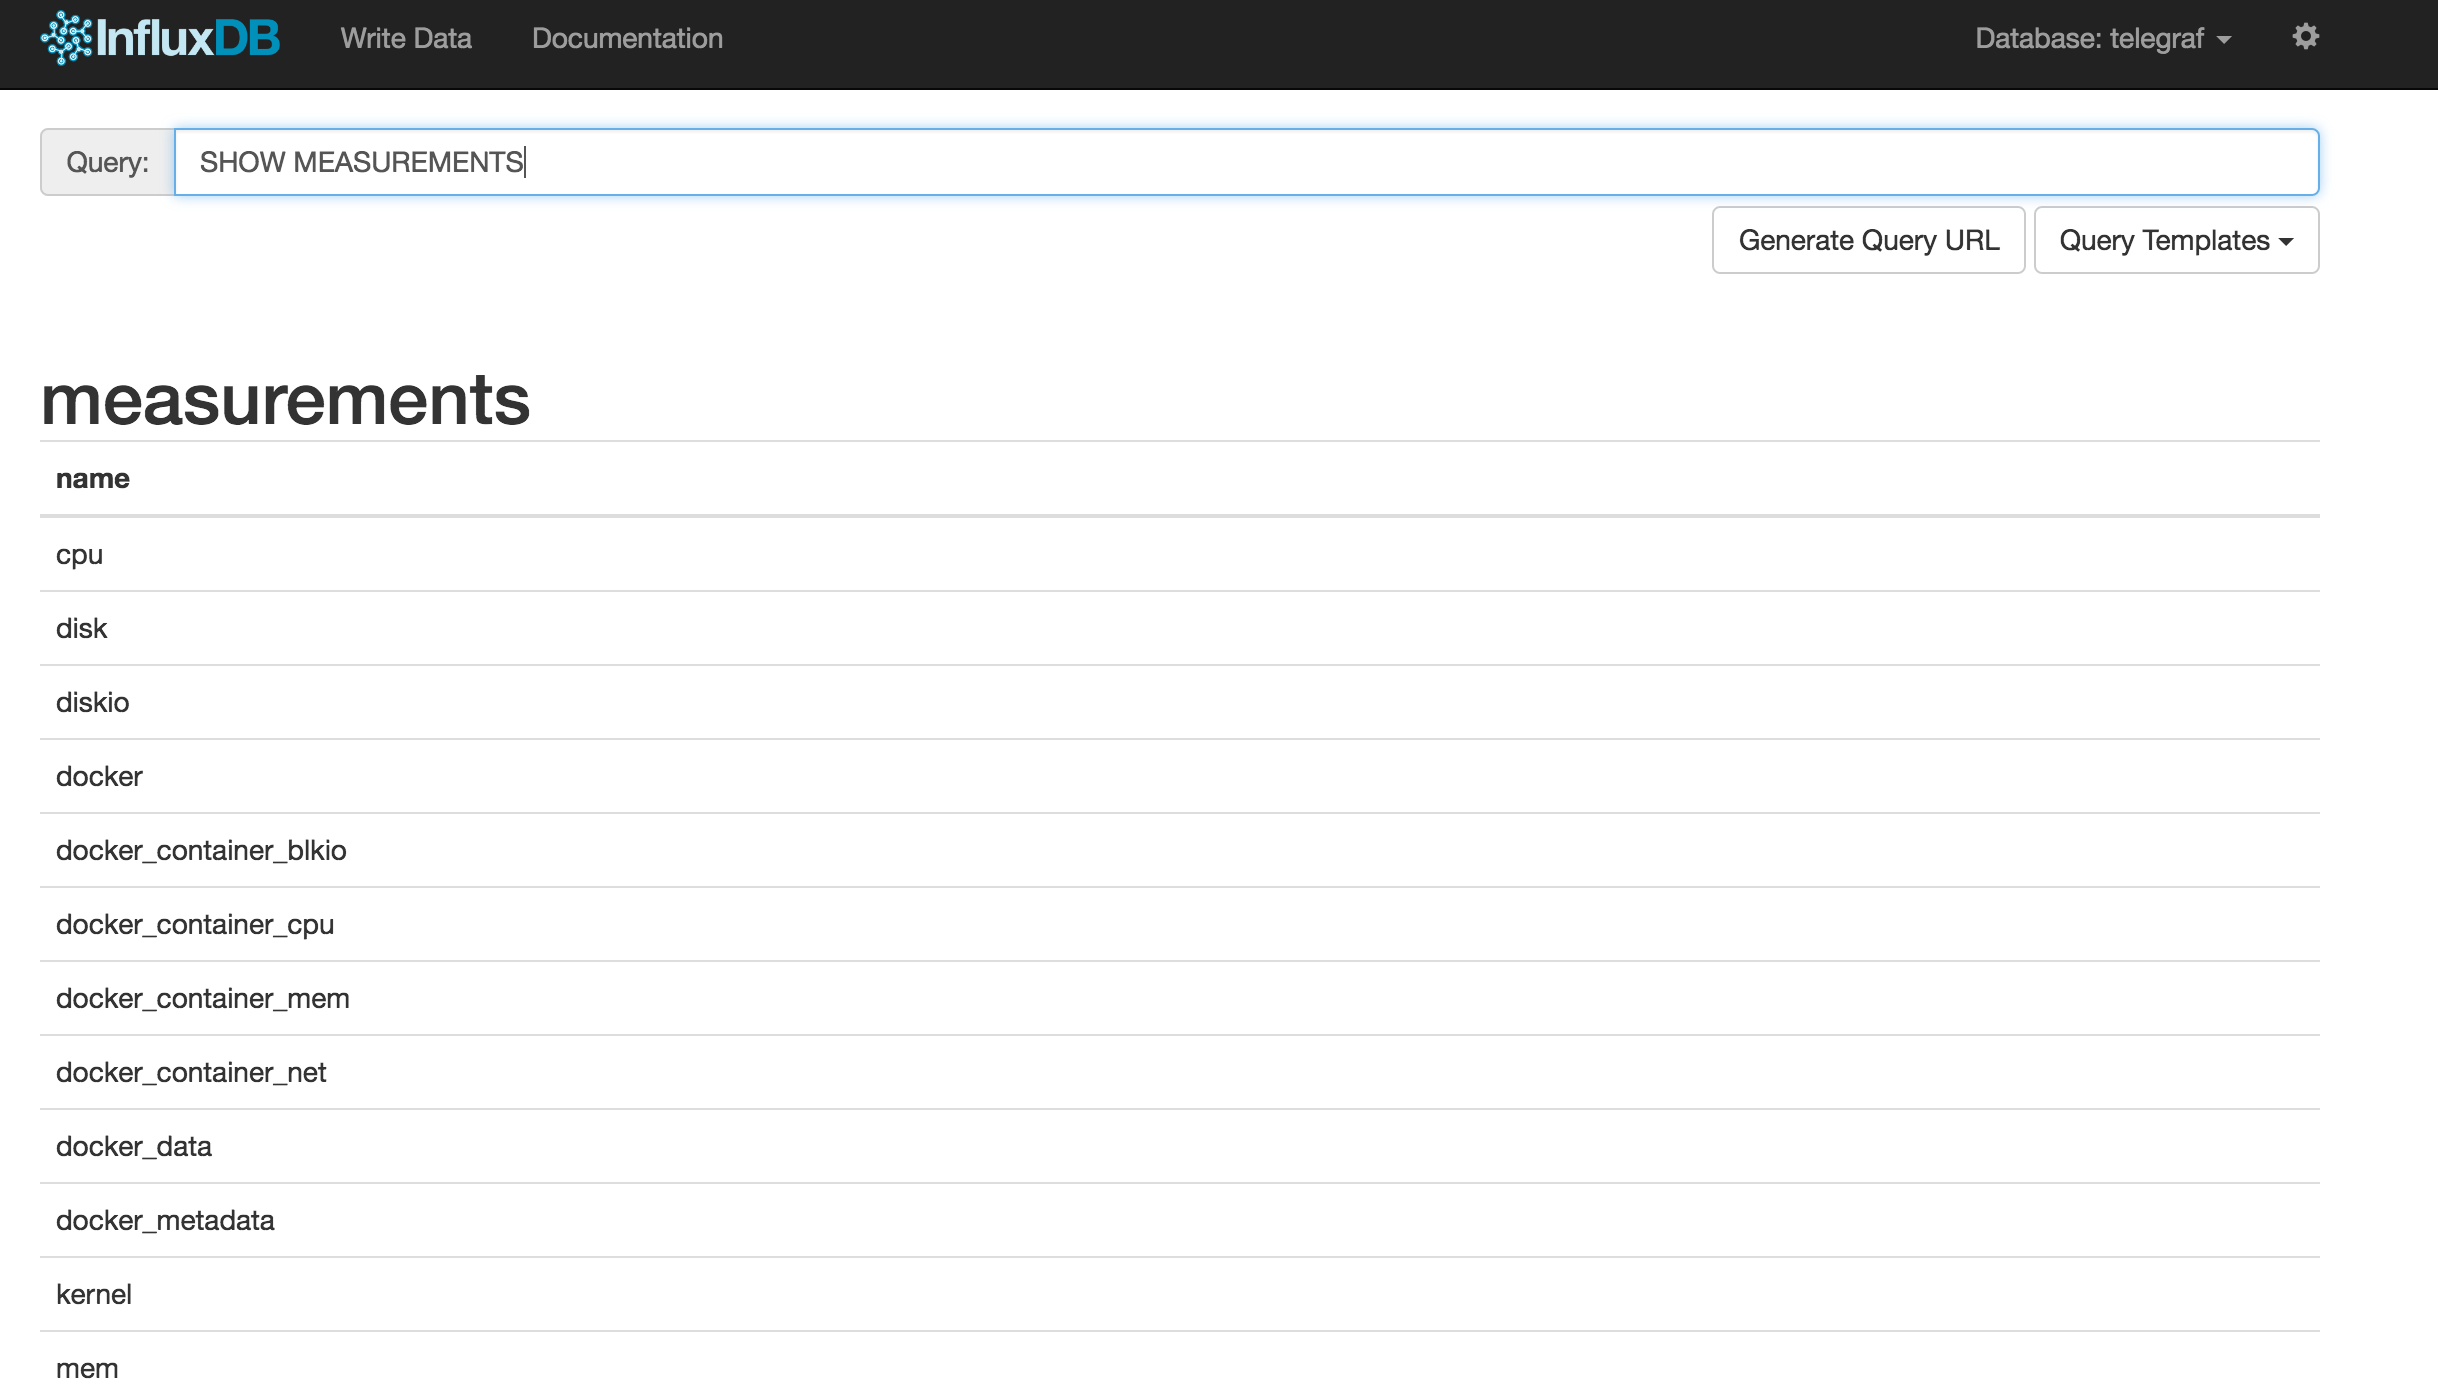 InfluxDB Write Data Documentation Database: telegraf
Query: SHOW MEASUREMENTS
Generate Query URL Query Templates
measurements
name
cpu
disk
diskio
docker
docker_container_blkio
docker_container_cpu
docker_container_mem
docker_container_net
docker_data
docker_metadata
kernel
mem